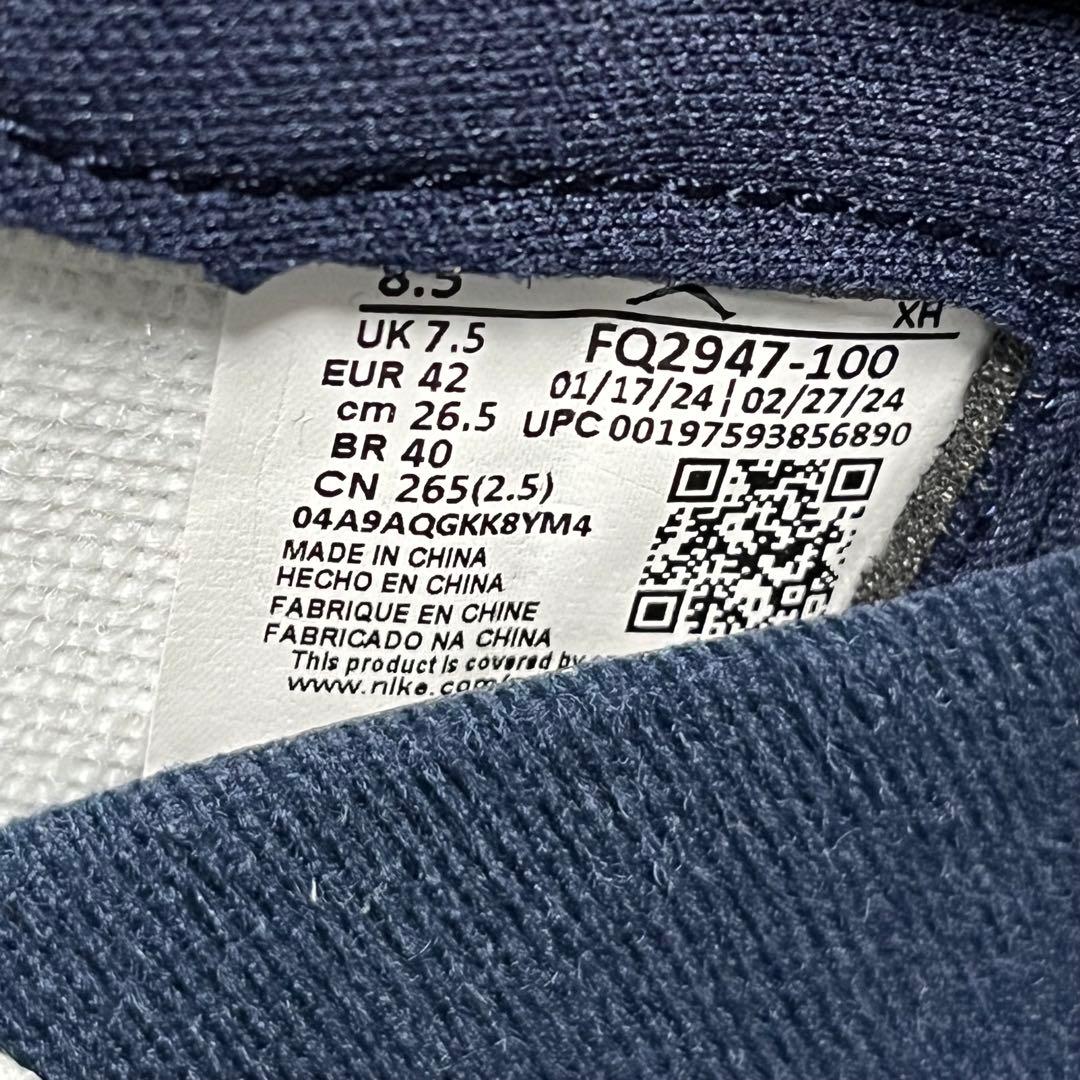 8.5
XH
UK 7.5
EUR 42
cm 26.5
BR 40
CN 265(2.5)
04A9AQGKK8YM4
FQ2947-100
01/17/24 | 02/27/24
UPC 00197593856890
MADE IN CHINA
HECHO EN CHINA
FABRIQUE EN CHINE
FABRICADO NA CHINA
This product is covered by
www.nike.com/